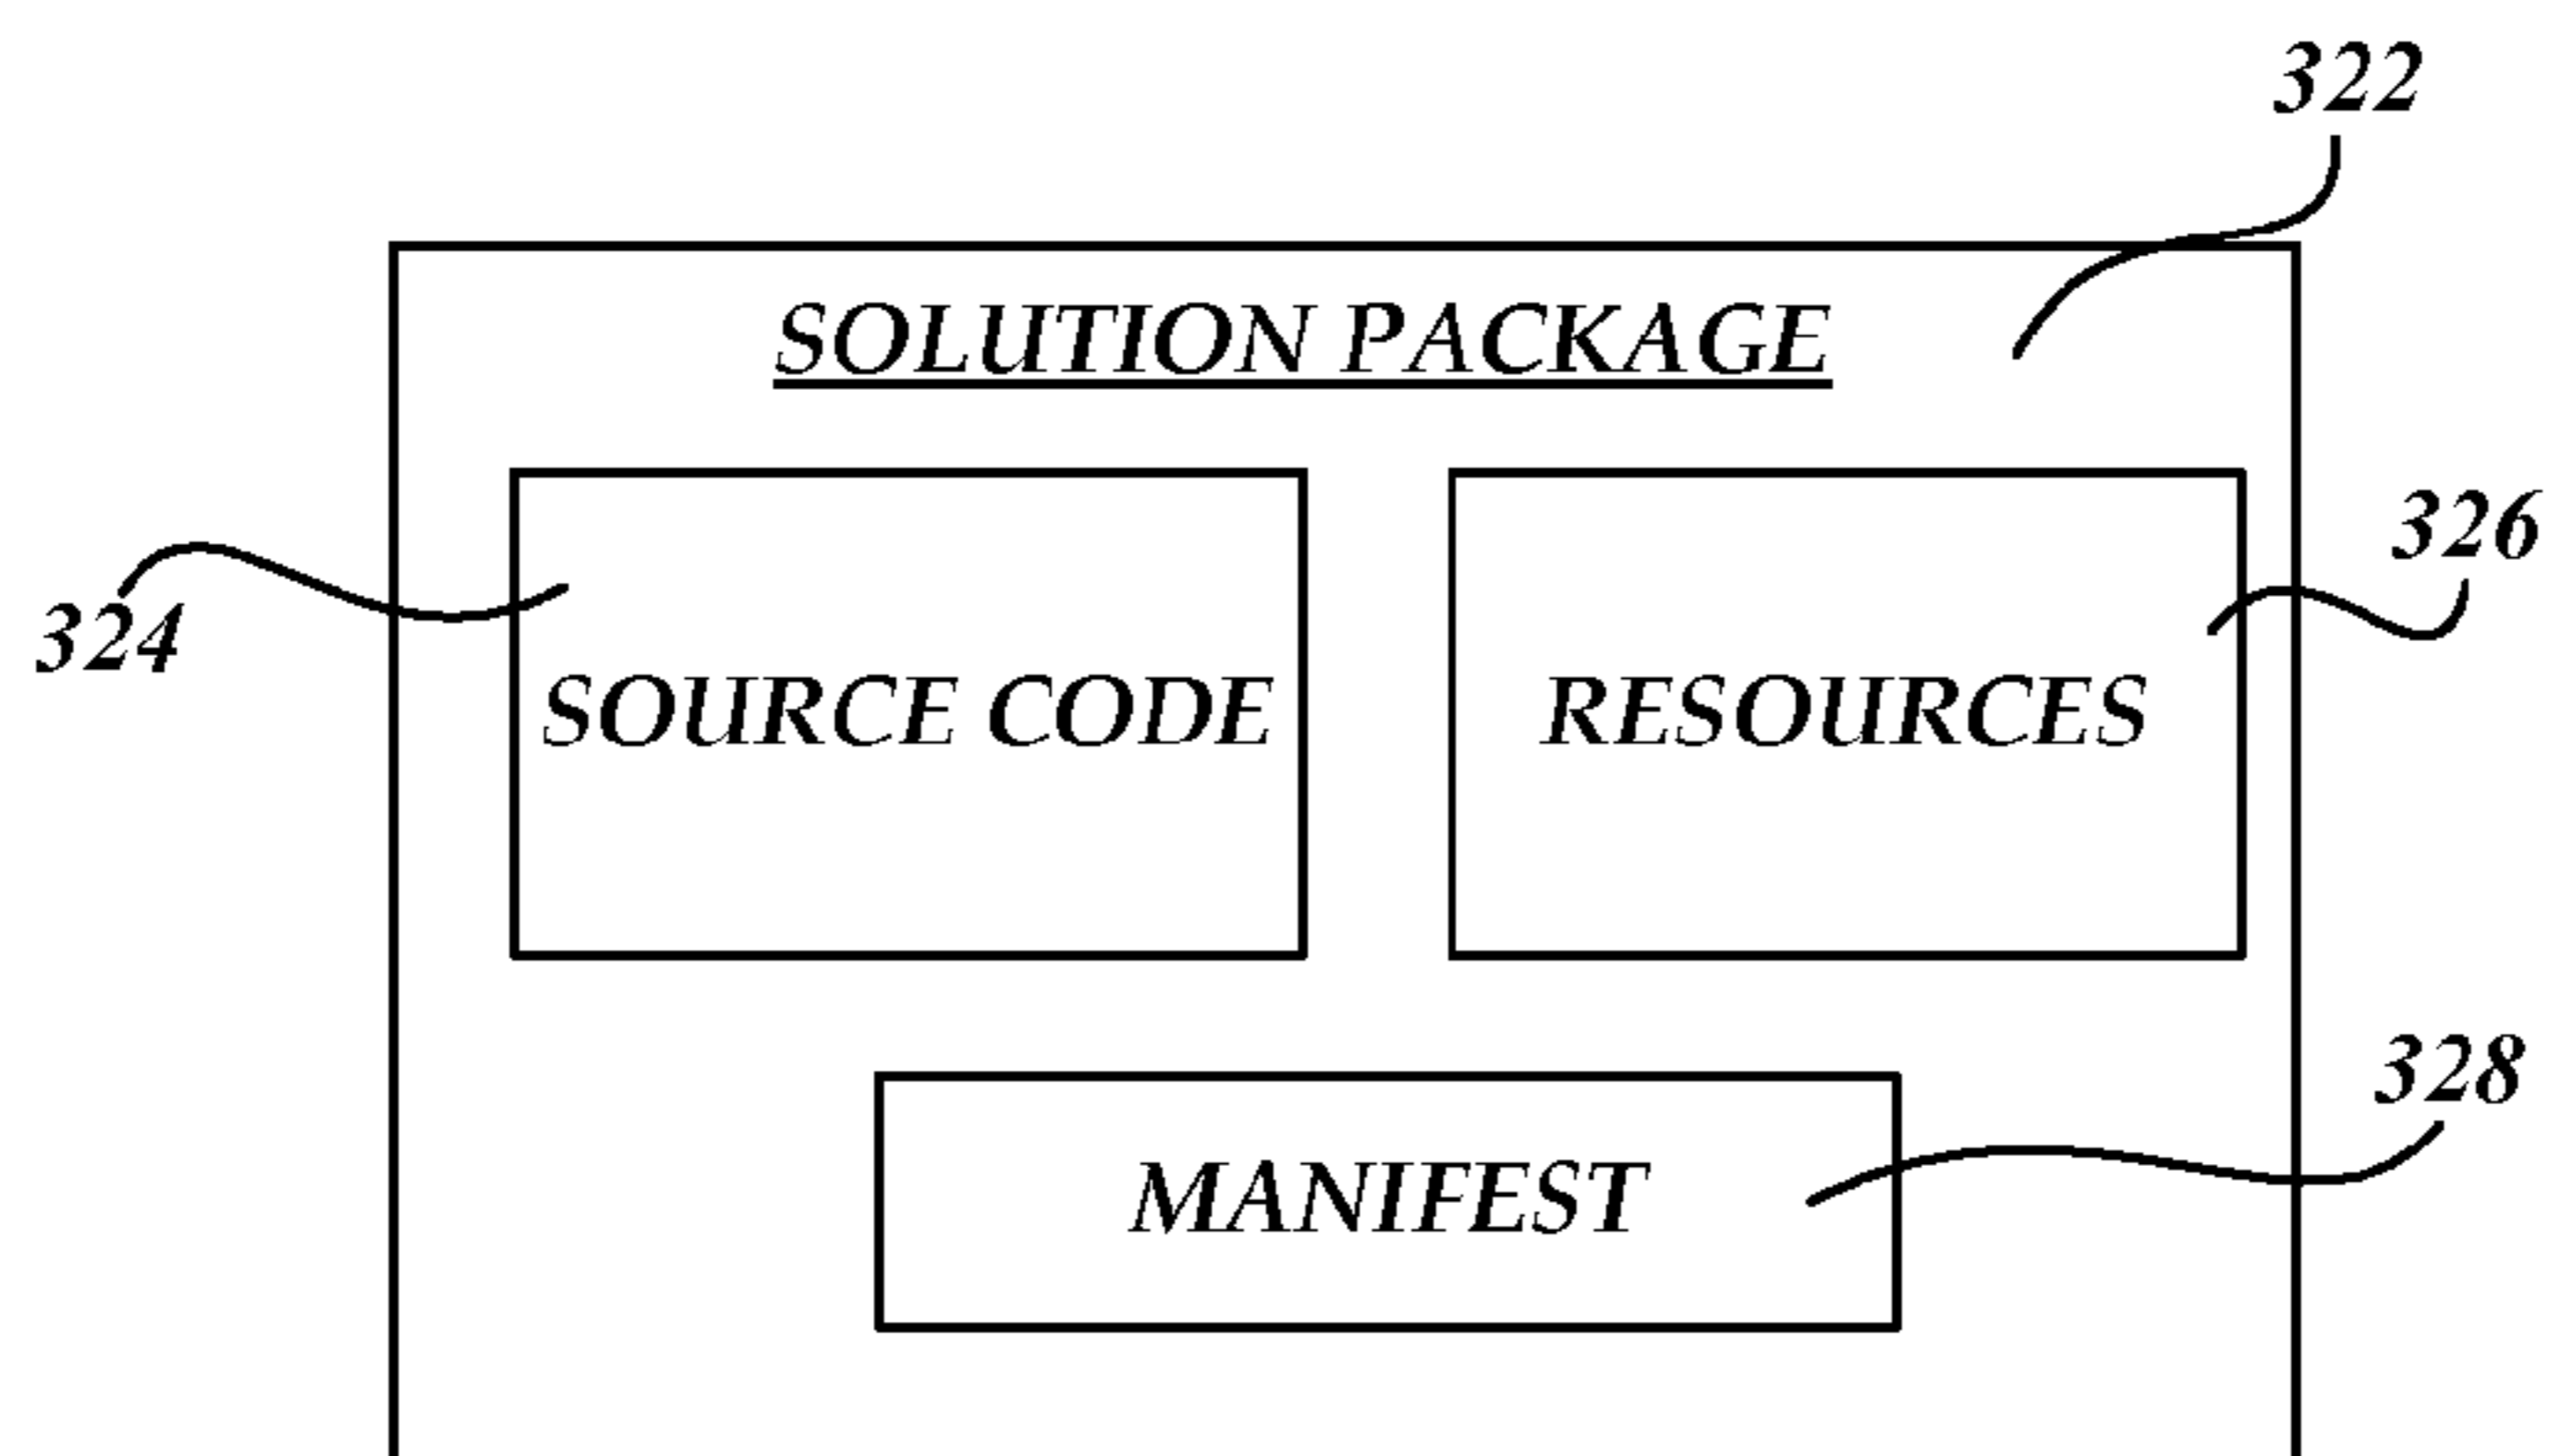 322
SOLUTION PACKAGE
326
324
SOURCE CODE
RESOURCES
328
MANIFEST